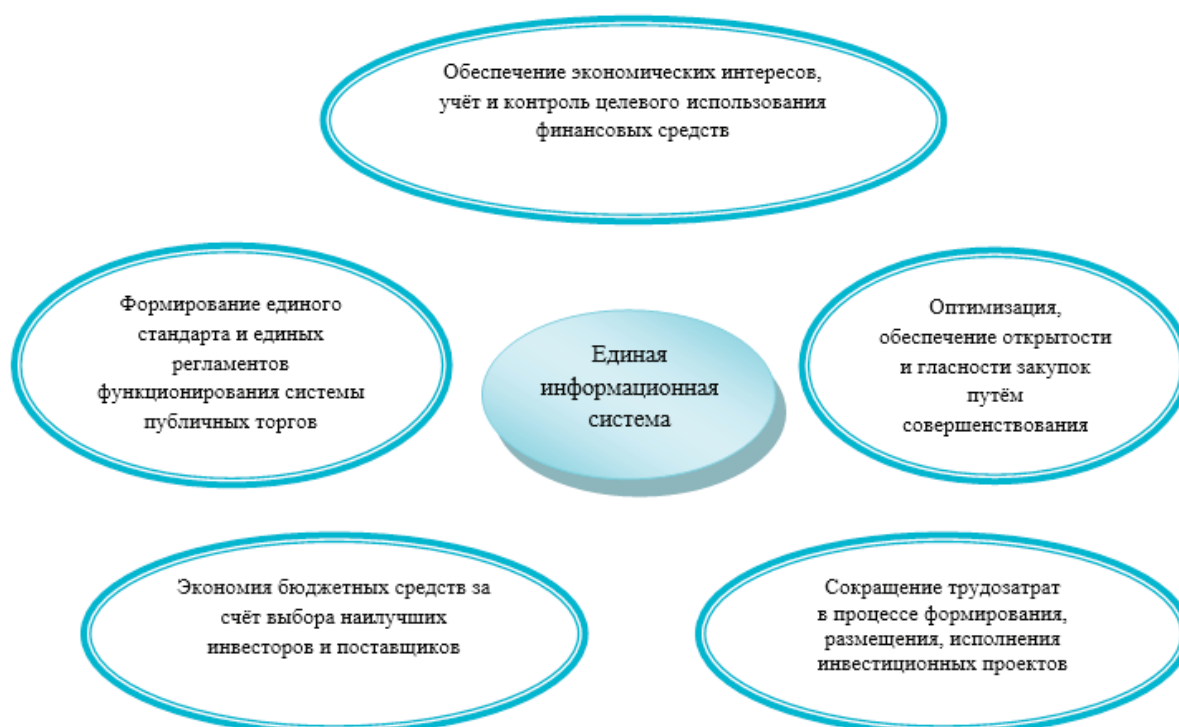 Обеспечение экономических интересов,
учёт и контроль целевого использования
финансовых средств
Формирование единого
стандарта и единых
регламентов
функционирования системы
публичных торгов
Единая
информационная
система
Оптимизация,
обеспечение открытости
и гласности закупок
путём
совершенствования
Экономия бюджетных средств за
счёт выбора наилучших
инвесторов и поставщиков
Сокращение трудозатрат
в процессе формирования,
размещения, исполнения
инвестиционных проектов